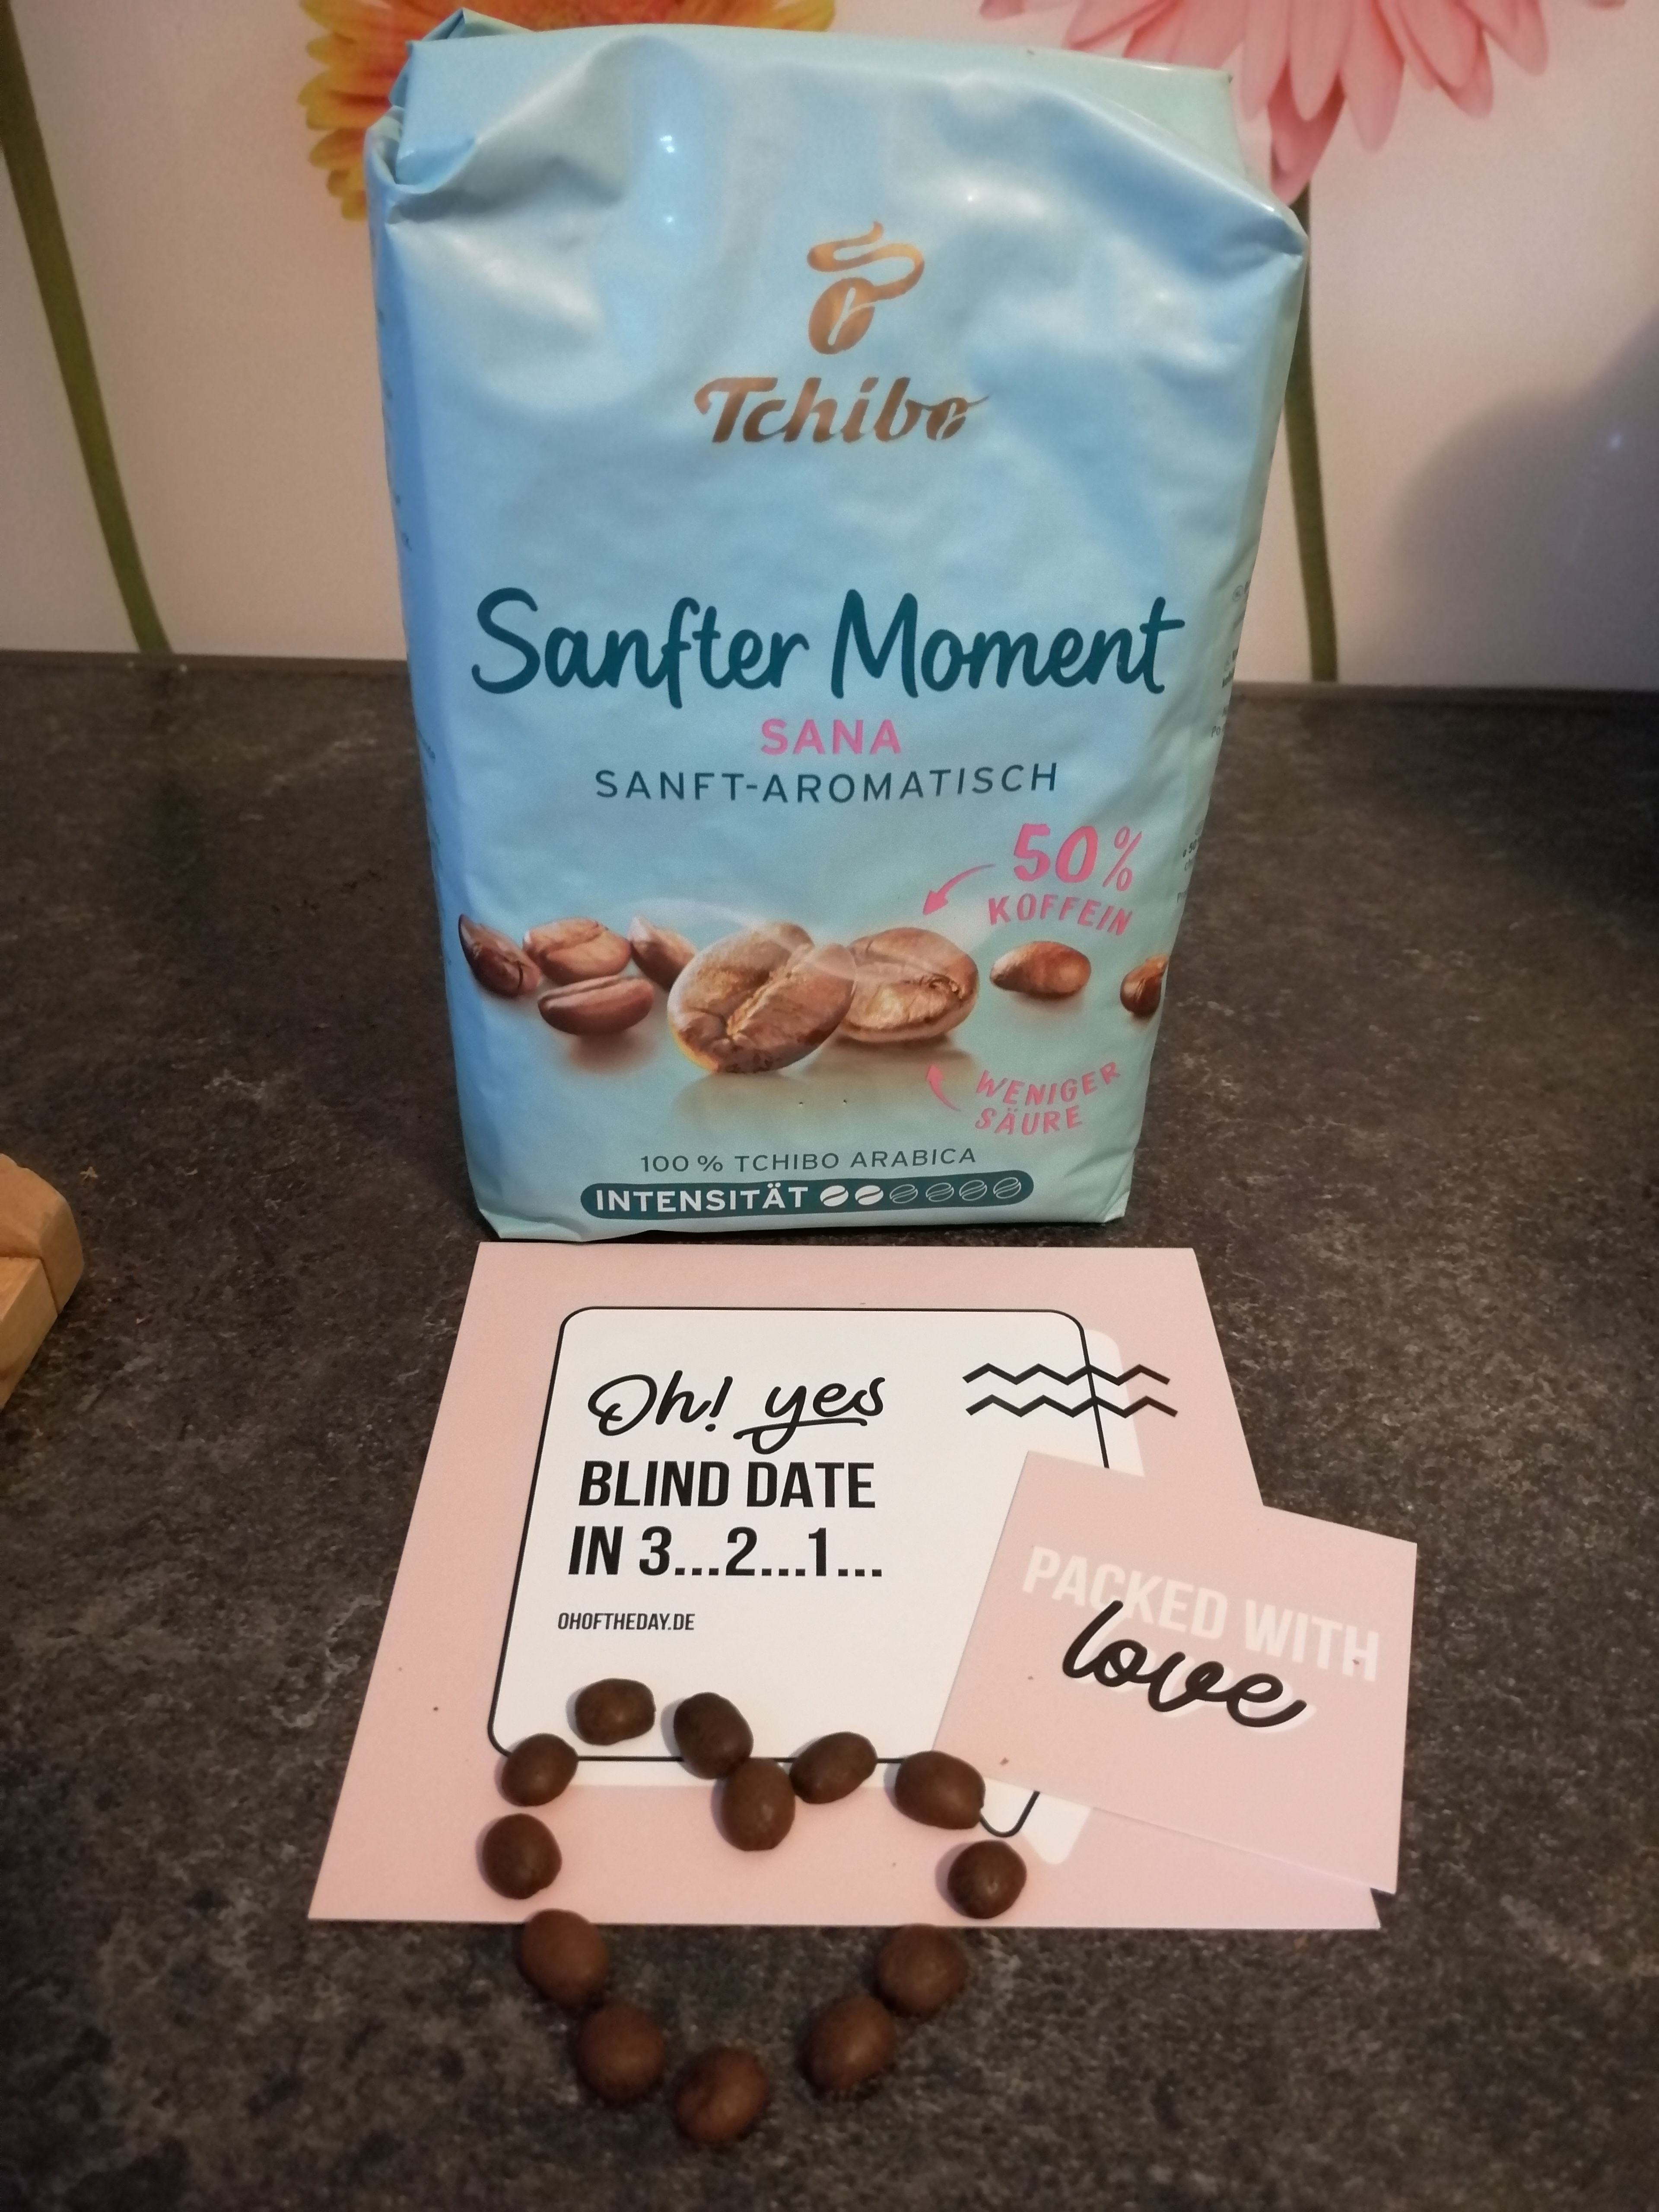 Tchibo
Sanfter Moment
SANA
SANFT-AROMATISCH
50%
KOFFEIN
WENIGER
SÄURE
100 % TCHIBO ARABICA
INTENSITÄT
Oh! yes
BLIND DATE
IN 3...2...1...
OHOFTHEDAY.DE
PACKED WITH
love